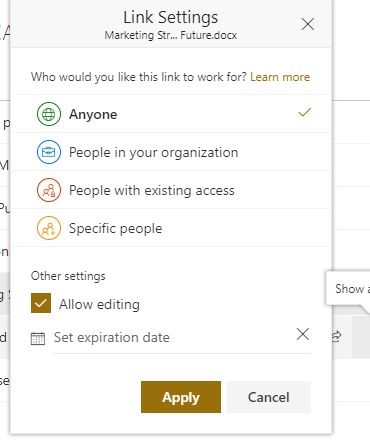 Link Settings
Marketing Str... Future.docx
Who would you like this link to work for? Learn more
Anyone
People in your organization
People with existing access
Specific people
Other settings
Allow editing
Set expiration date
Show
Apply
Cancel